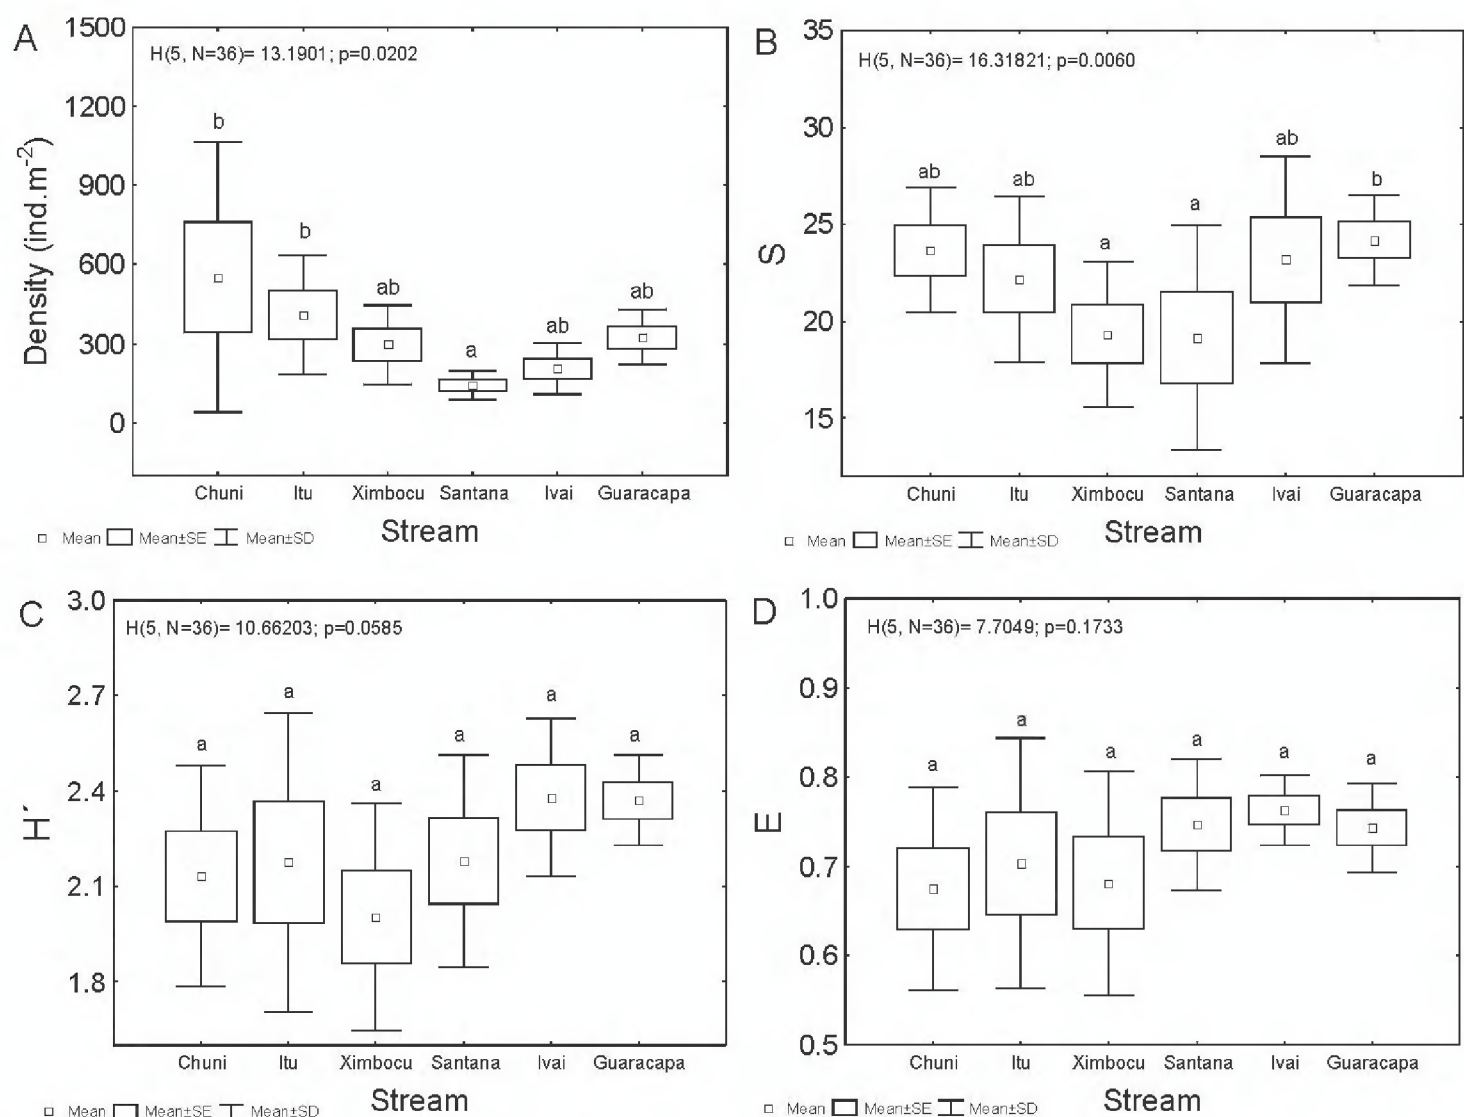 A
H(5, N=36)= 13.1901; p=0.0202
1500
1200
900
600
300
0
Density (ind.m-2)
b
b
ab
a
ab
ab
Chuni Itu Ximbocu Santana Ivai Guaracapa
Stream
Mean Mean±SE Mean±SD
B
H(5, N=36)= 16.31821; p=0.0060
35
30
25
20
15
S
ab
ab
a
a
ab
b
Chuni Itu Ximbocu Santana Ivai Guaracapa
Stream
Mean Mean±SE Mean±SD
C
H(5, N=36)= 10.66203; p=0.0585
3.0
2.7
2.4
2.1
1.8
H´
a
a
a
a
a
a
Chuni Itu Ximbocu Santana Ivai Guaracapa
Stream
Mean Mean±SE Mean±SD
D
H(5, N=36)= 7.7049; p=0.1733
1.0
0.9
0.8
0.7
0.6
0.5
E
a
a
a
a
a
a
Chuni Itu Ximbocu Santana Ivai Guaracapa
Stream
Mean Mean±SE Mean±SD